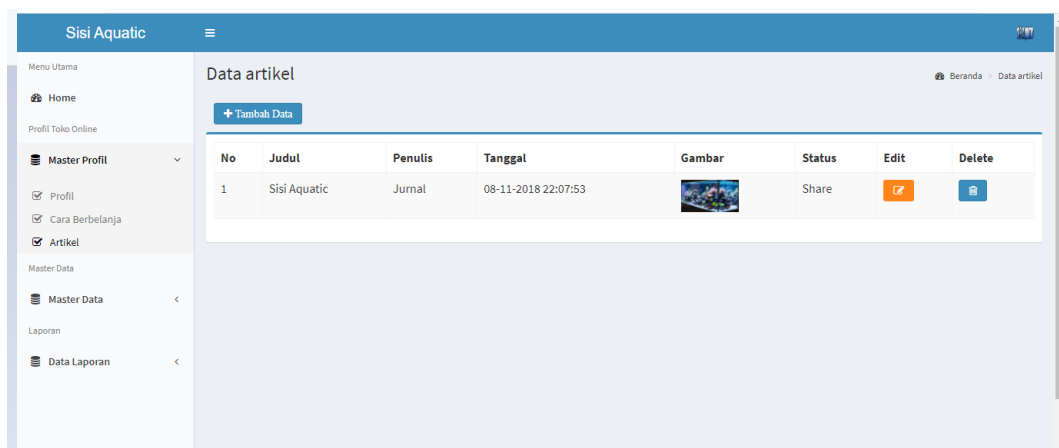 Sisi Aquatic
Menu Utama
Home
Profil Toko Online
Master Profil
Profil
Cara Berbelanja
Artikel
Master Data
Master Data
Laporan
Data Laporan
Data artikel
Beranda > Data artikel
Tambah Data
No Judul Penulis Tanggal Gambar Status Edit Delete
1 Sisi Aquatic Jurnal 08-11-2018 22:07:53 Share